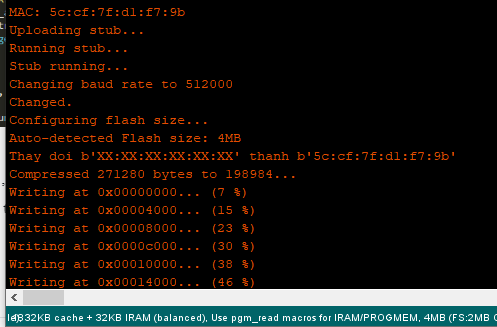 MAC: 5c:cf:7f:d1:f7:9b
Uploading stub...
Running stub...
Stub running...
Changing baud rate to 512000
Changed.
Configuring flash size...
Auto-detected Flash size: 4MB
Thay doi b'XX:XX:XX:XX:XX:XX' thanh b'5c:cf:7f:d1:f7:9b'
Compressed 271280 bytes to 198984...
Writing at 0x00000000... (7 %)
Writing at 0x00004000... (15 %)
Writing at 0x00008000... (23 %)
Writing at 0x0000c000... (30 %)
Writing at 0x00010000... (38 %)
Writing at 0x00014000... (46 %)
32KB cache + 32KB IRAM (balanced), Use pgm_read macros for IRAM/PROGMEM, 4MB (FS:2MB